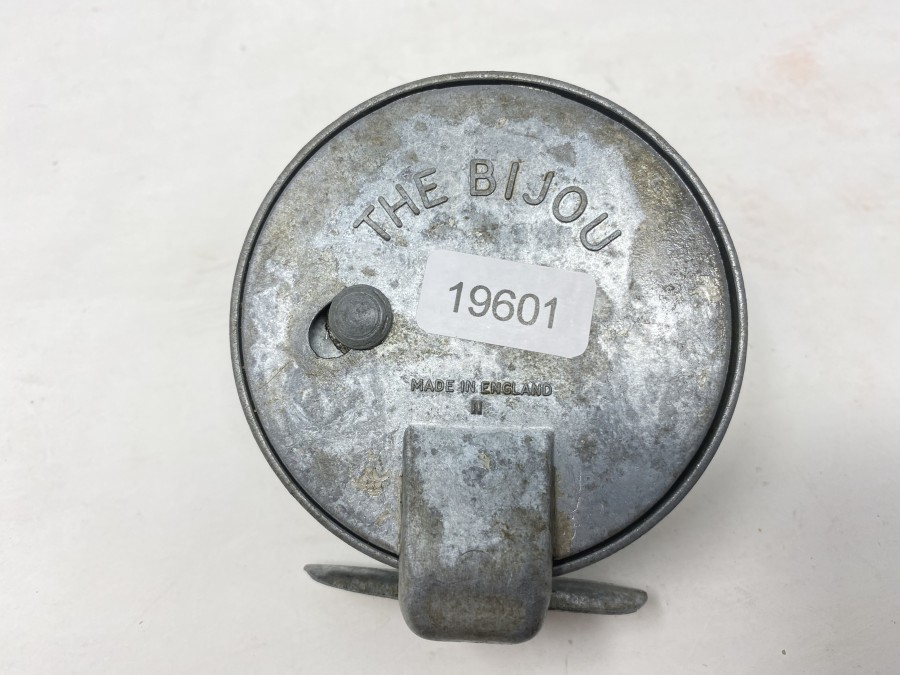 THE BIJOU
19601
MADE IN ENGLAND
II